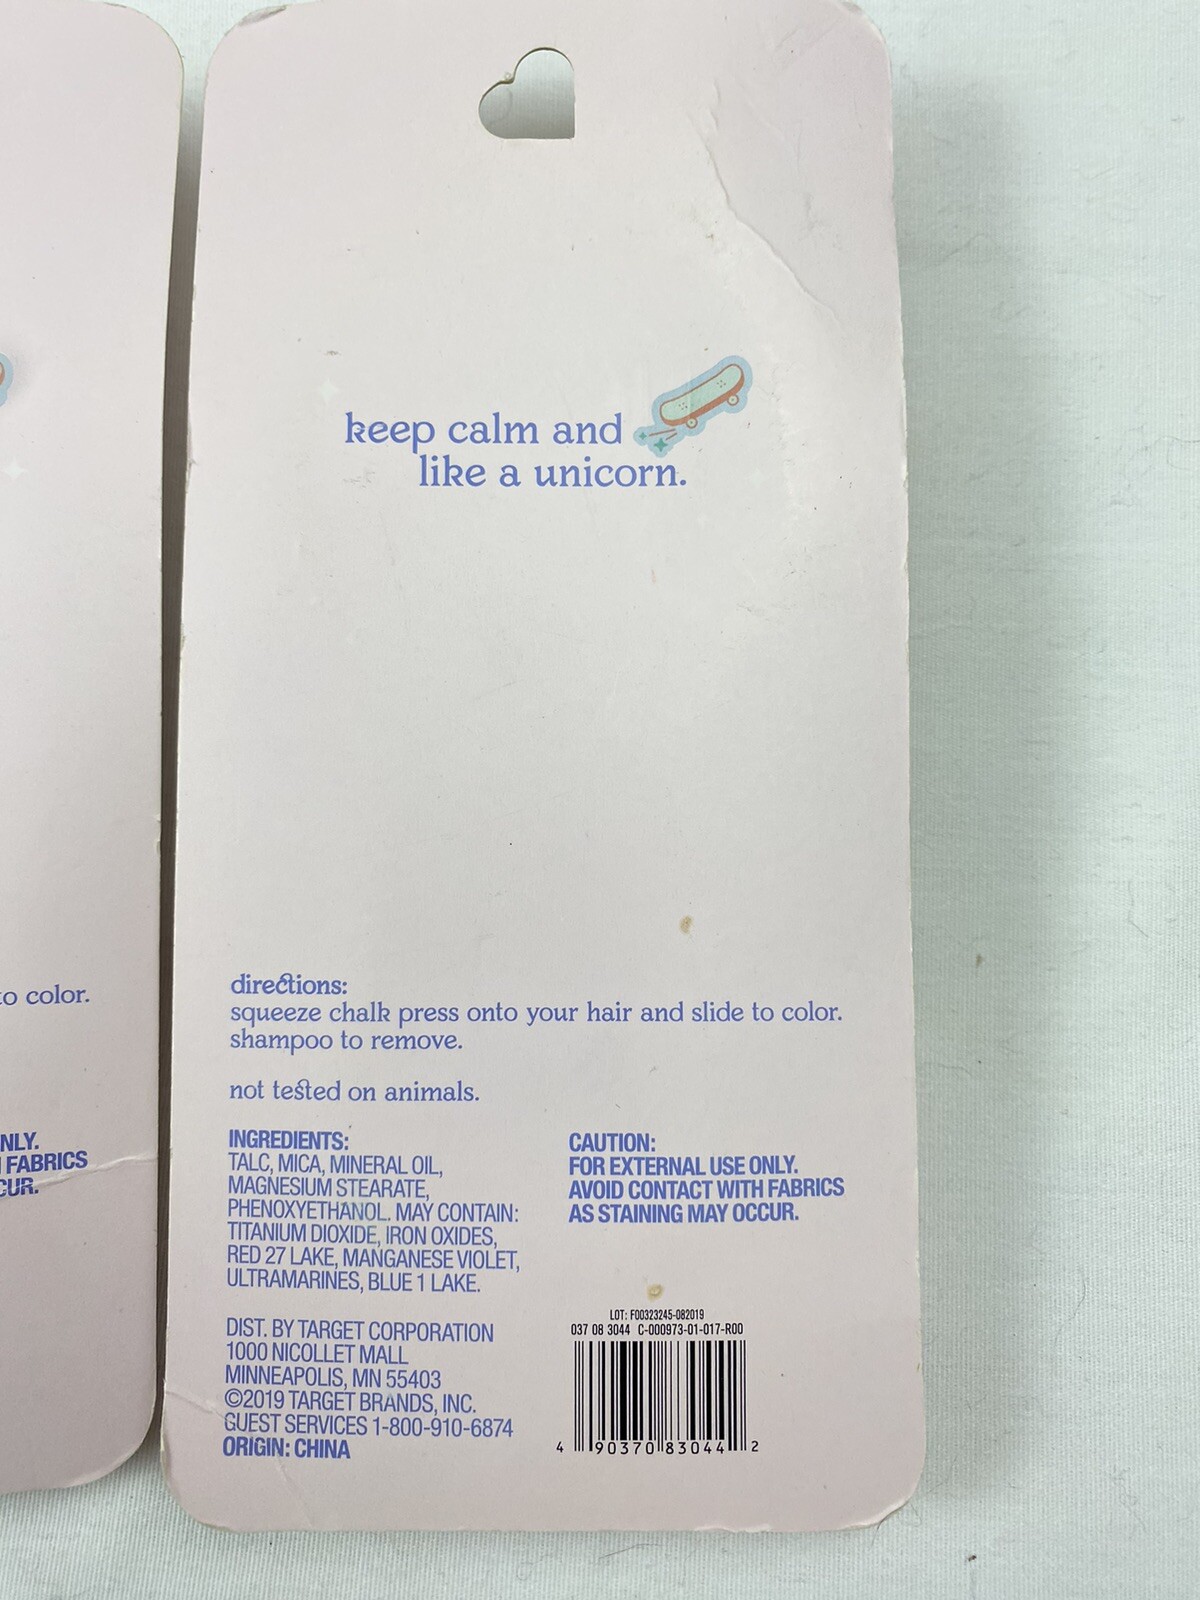 keep calm and
like a unicorn.
to color.
NLY.
FABRICS
CUR.
directions:
squeeze chalk press onto your hair and slide to color.
shampoo to remove.
not tested on animals.
INGREDIENTS:
TALC, MICA, MINERAL OIL,
MAGNESIUM STEARATE,
PHENOXYETHANOL. MAY CONTAIN:
TITANIUM DIOXIDE, IRON OXIDES,
RED 27 LAKE, MANGANESE VIOLET,
ULTRAMARINES, BLUE 1 LAKE.
CAUTION:
FOR EXTERNAL USE ONLY.
AVOID CONTACT WITH FABRICS
AS STAINING MAY OCCUR.
DIST. BY TARGET CORPORATION
1000 NICOLLET MALL
MINNEAPOLIS, MN 55403
©2019 TARGET BRANDS, INC.
GUEST SERVICES 1-800-910-6874
ORIGIN: CHINA
LOT: F00323245-082019
037 08 3044 C-000973-01-017-R00
4 90370 83044 2